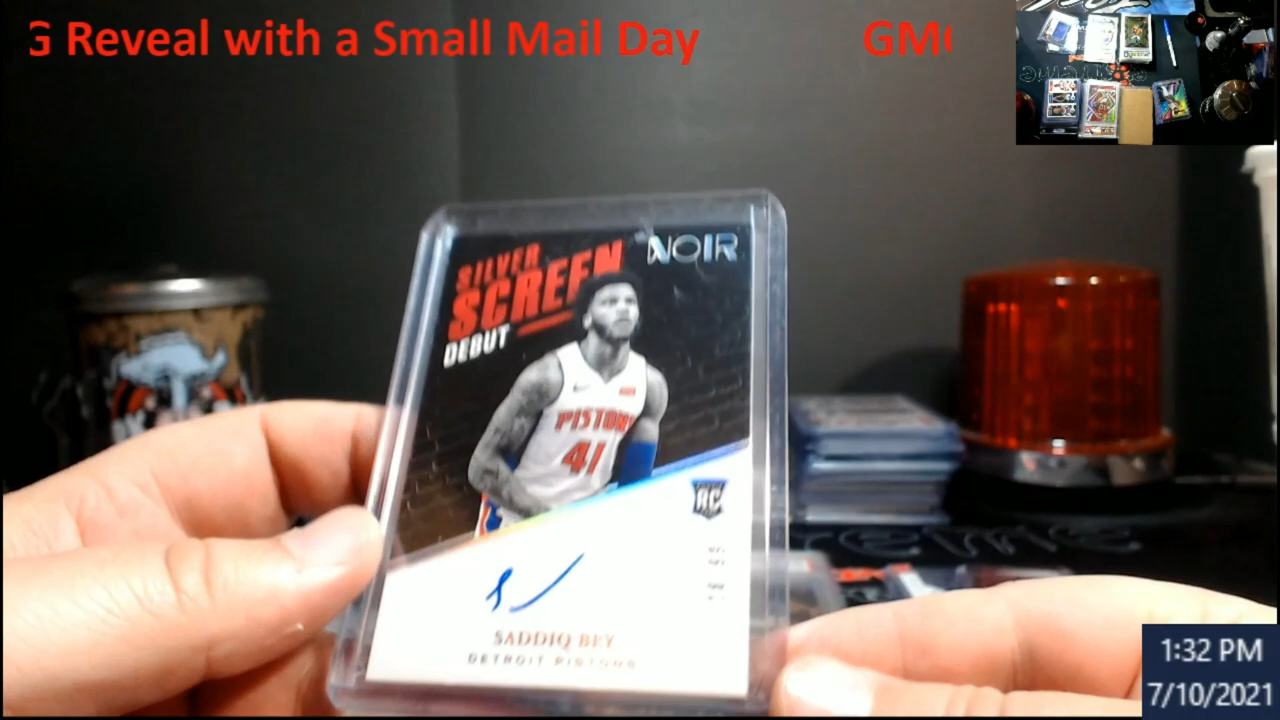 G Reveal with a Small Mail Day GM
SILVER
SCREEN
DEBUT
NOIR
PISTONS
41
RC
SADDIQ BEY
DETROIT PISTONS
1:32 PM
7/10/2021